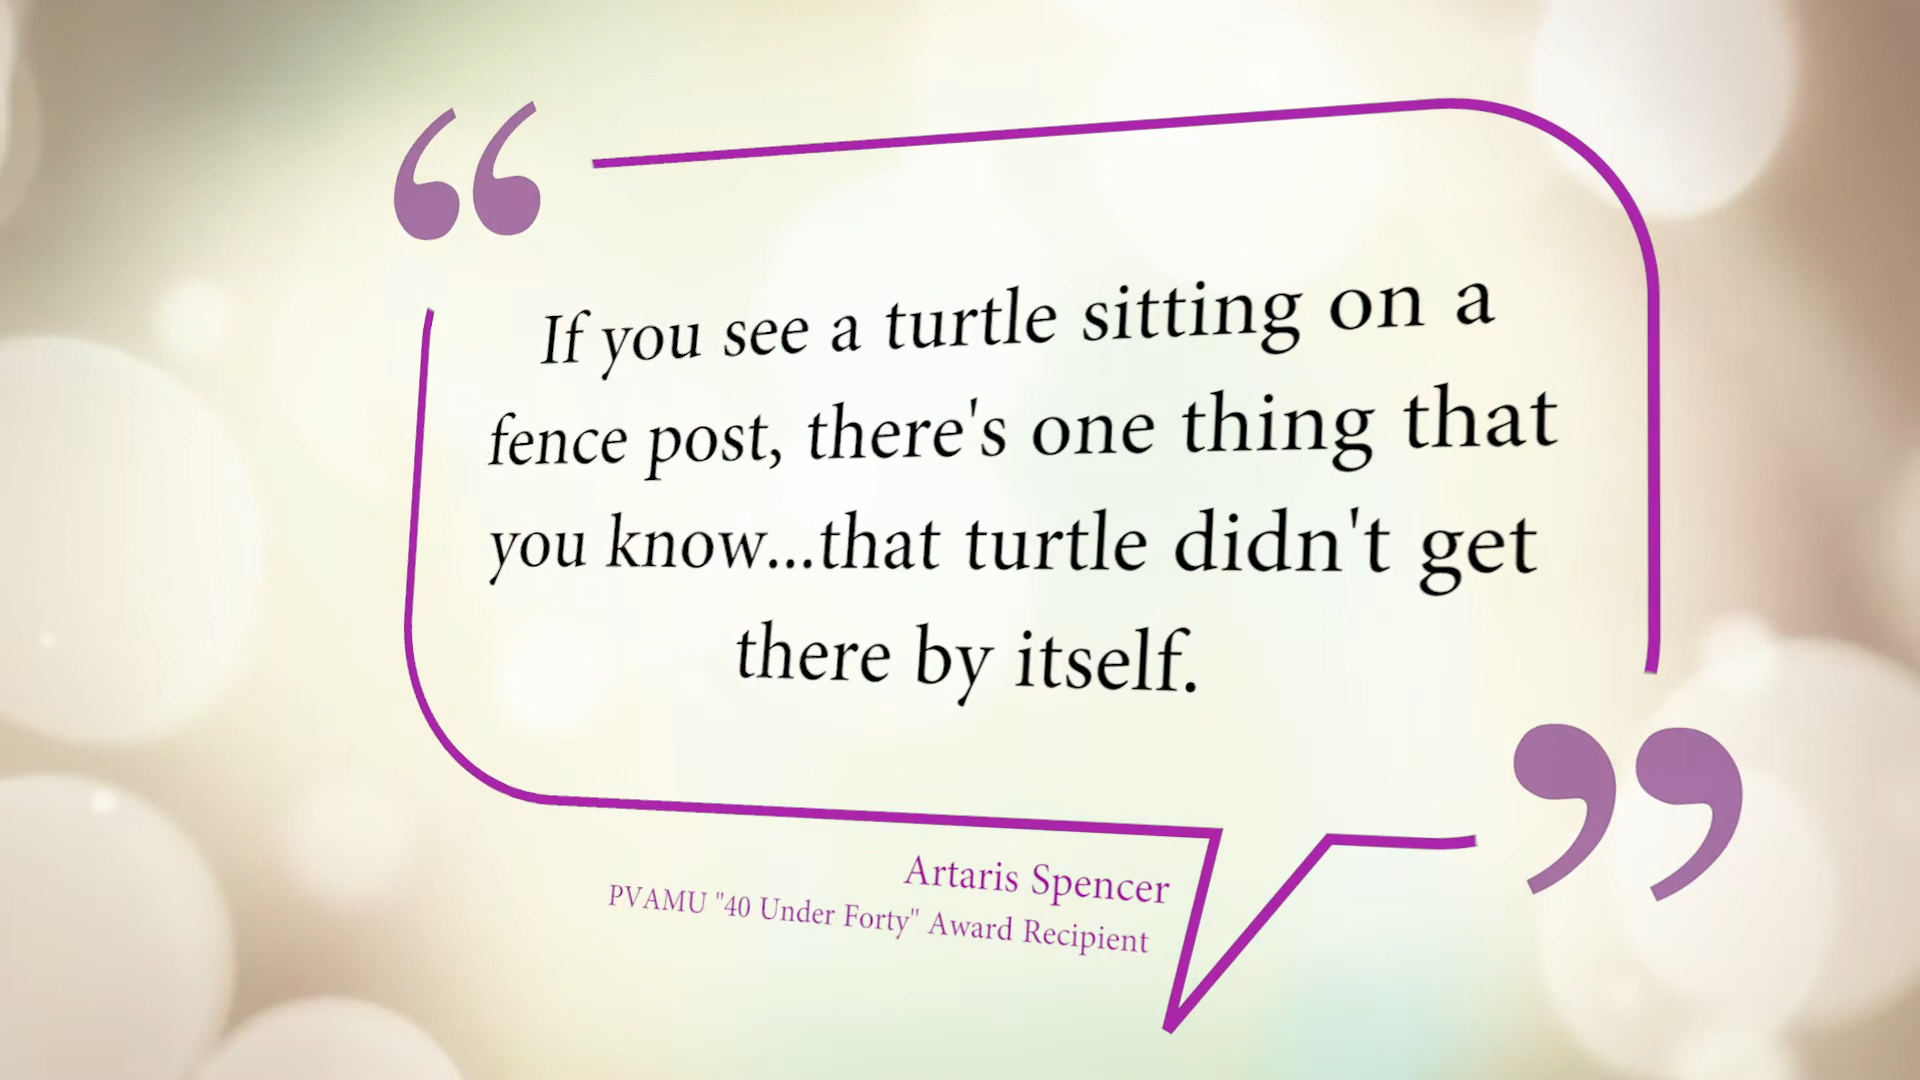 If you see a turtle sitting on a
fence post, there's one thing that
you know...that turtle didn't get
there by itself.
Artaris Spencer
PVAMU "40 Under Forty" Award Recipient